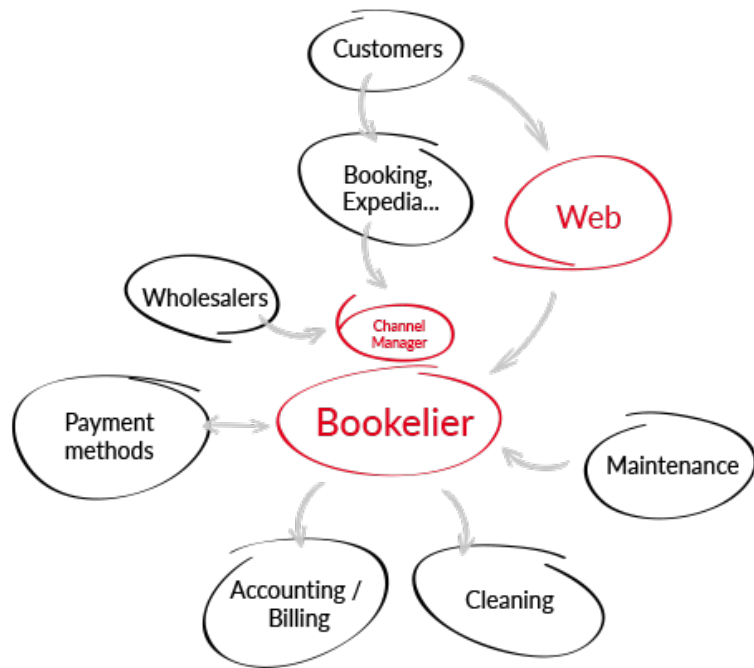 Customers
Booking,
Expedia...
Web
Wholesalers
Channel
Manager
Payment
methods
Bookelier
Maintenance
Accounting /
Billing
Cleaning